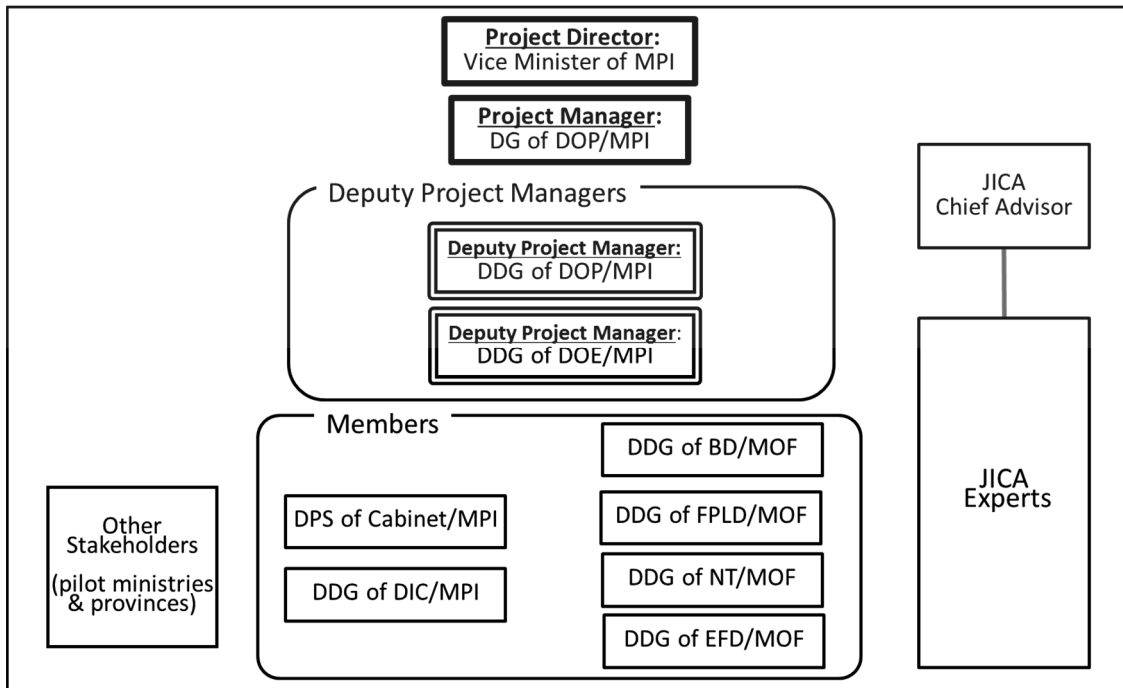 Project Director:
Vice Minister of MPI
Project Manager:
DG of DOP/MPI
Deputy Project Managers
Deputy Project Manager:
DDG of DOP/MPI
Deputy Project Manager:
DDG of DOE/MPI
JICA
Chief Advisor
JICA
Experts
Members
DPS of Cabinet/MPI
DDG of DIC/MPI
DDG of BD/MOF
DDG of FPLD/MOF
DDG of NT/MOF
DDG of EFD/MOF
Other
Stakeholders
(pilot ministries
& provinces)